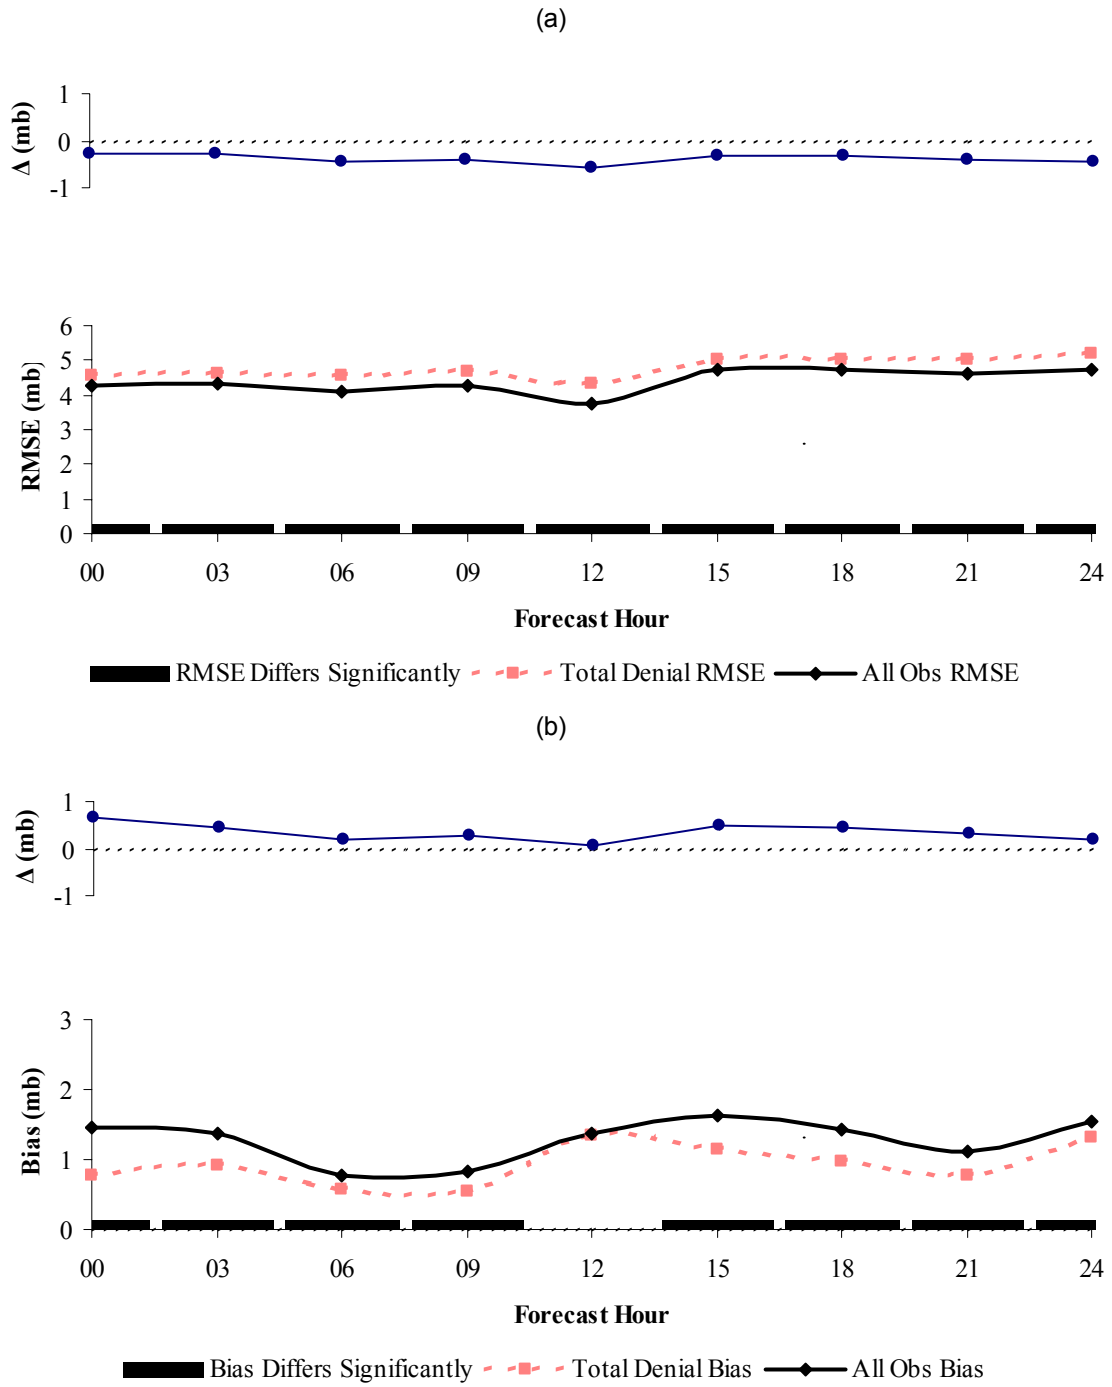 (a)
1
0
-1
Δ (mb)
6
5
4
3
2
1
0
RMSE (mb)
00 03 06 09 12 15 18 21 24
Forecast Hour
RMSE Differs Significantly Total Denial RMSE All Obs RMSE
(b)
1
0
-1
Δ (mb)
3
2
1
0
Bias (mb)
00 03 06 09 12 15 18 21 24
Forecast Hour
Bias Differs Significantly Total Denial Bias All Obs Bias